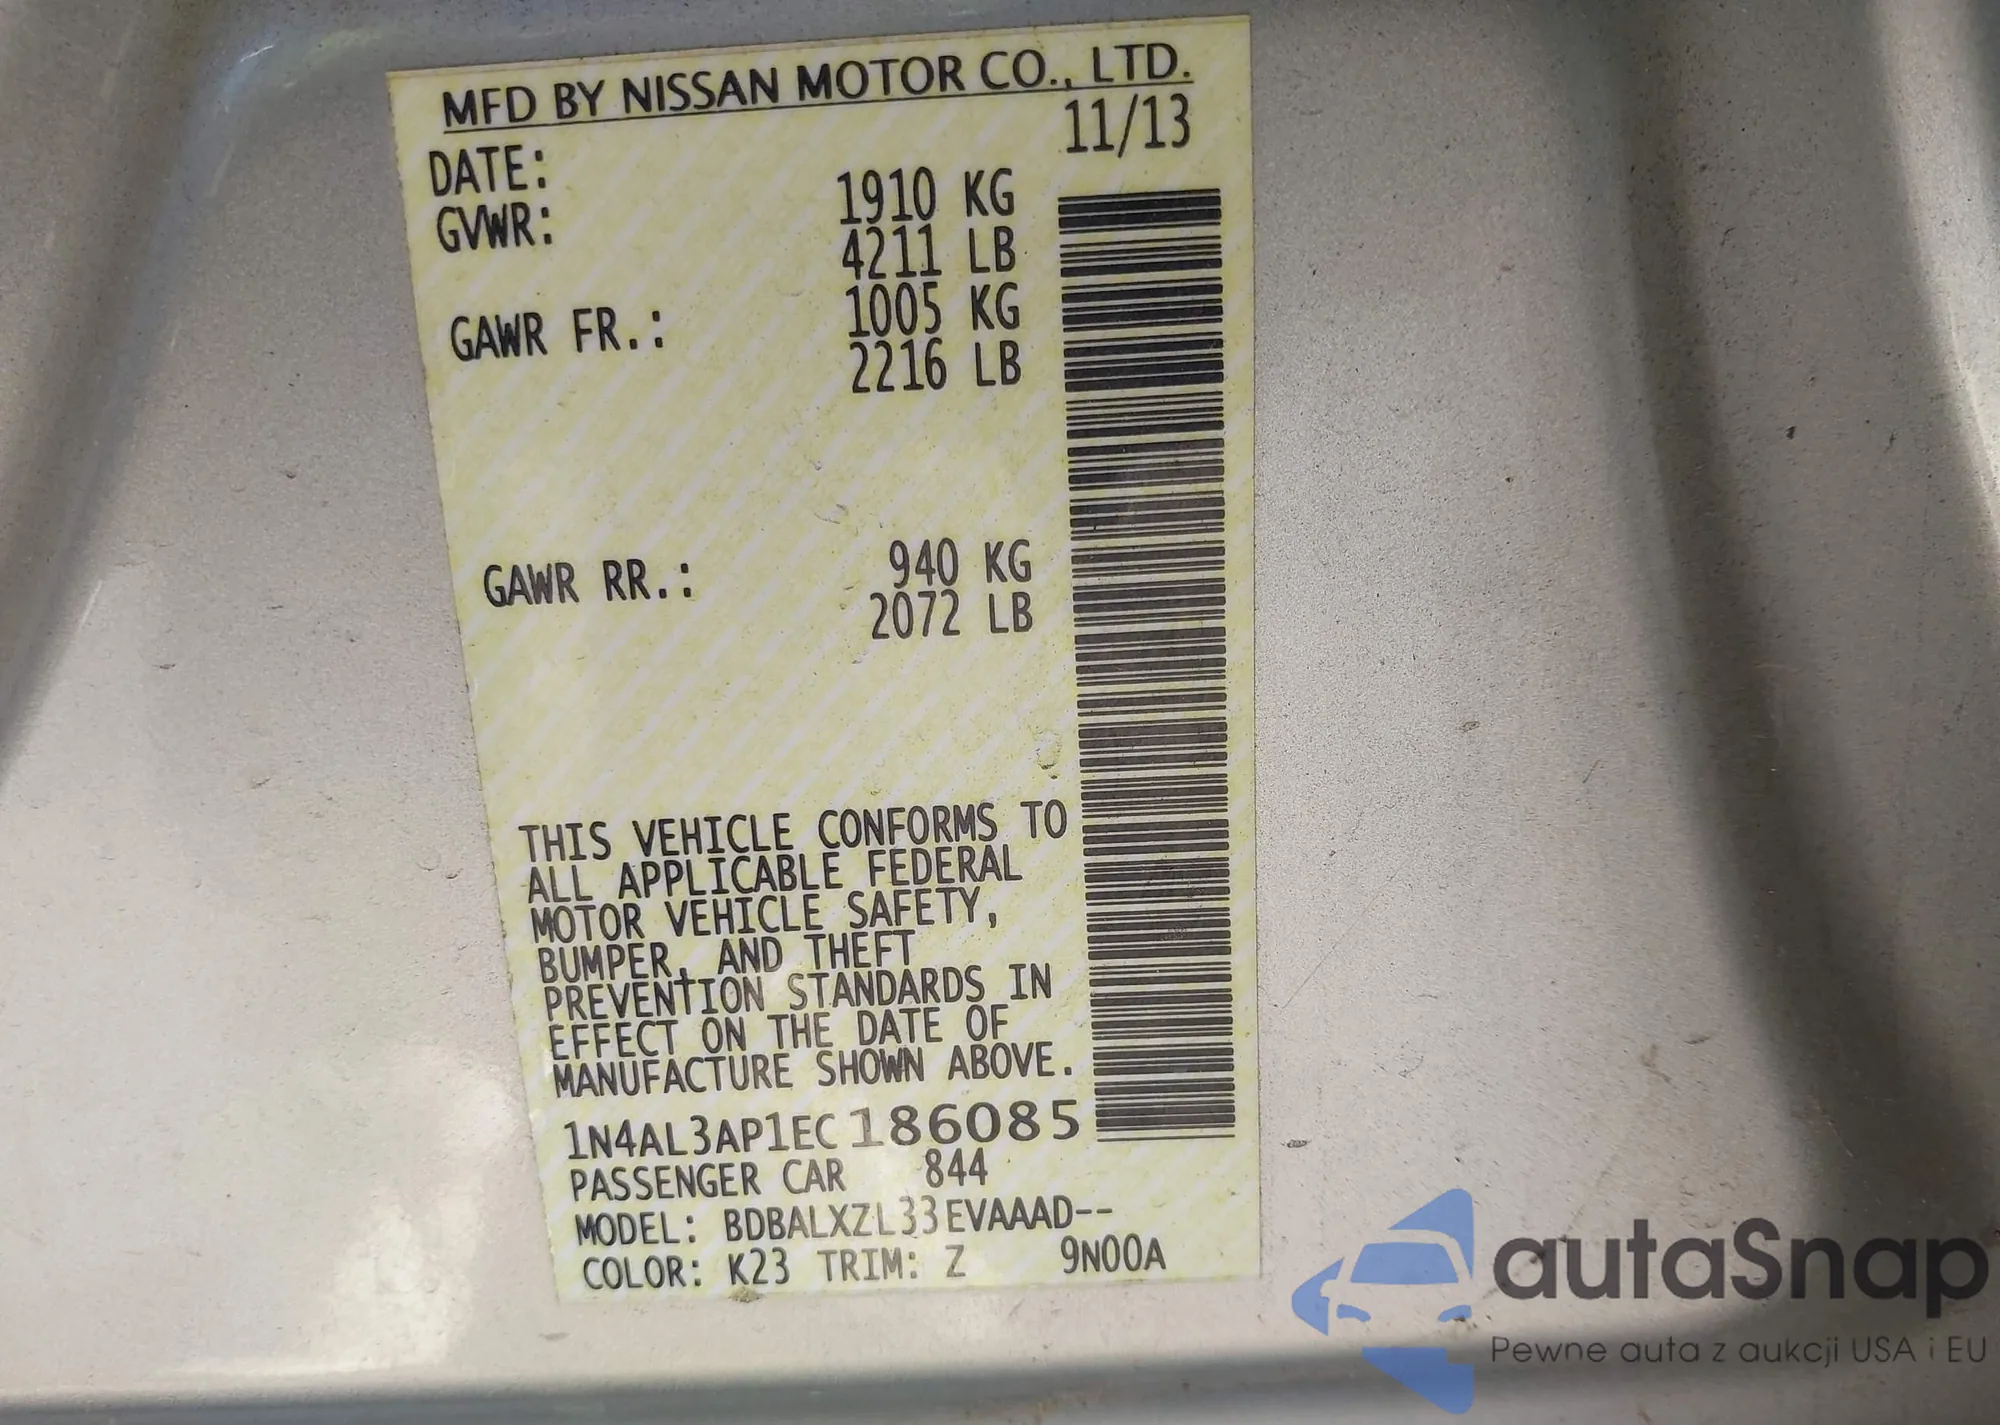 MFD BY NISSAN MOTOR CO., LTD.
DATE: 11/13
GVWR: 1910 KG
4211 LB
GAWR FR.: 1005 KG
2216 LB
GAWR RR.: 940 KG
2072 LB
THIS VEHICLE CONFORMS TO
ALL APPLICABLE FEDERAL
MOTOR VEHICLE SAFETY,
BUMPER, AND THEFT
PREVENTION STANDARDS IN
EFFECT ON THE DATE OF
MANUFACTURE SHOWN ABOVE.
1N4AL3AP1EC186085
PASSENGER CAR 844
MODEL: BDBALXZL33EVAAAD--
COLOR: K23 TRIM: Z 9N00A
autaSnap
Pewne auta z aukcji USA i EU